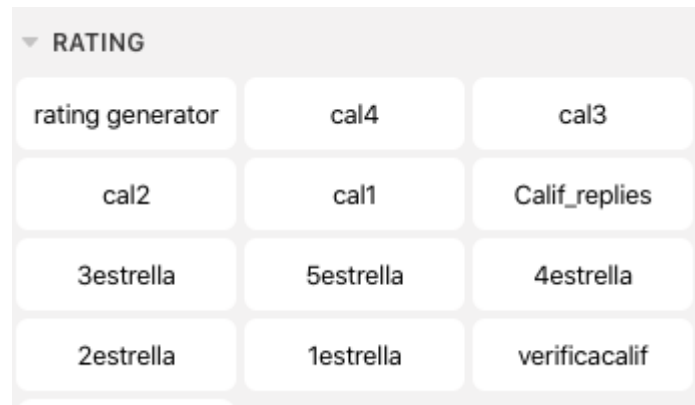 RATING
rating generator cal4 cal3
cal2 cal1 Calif_replies
3estrella 5estrella 4estrella
2estrella 1estrella verificacalif